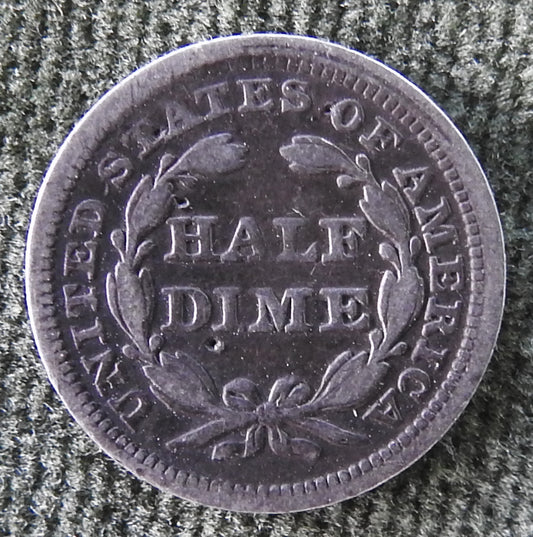 UNITED STATES OF AMERICA
HALF
DIME